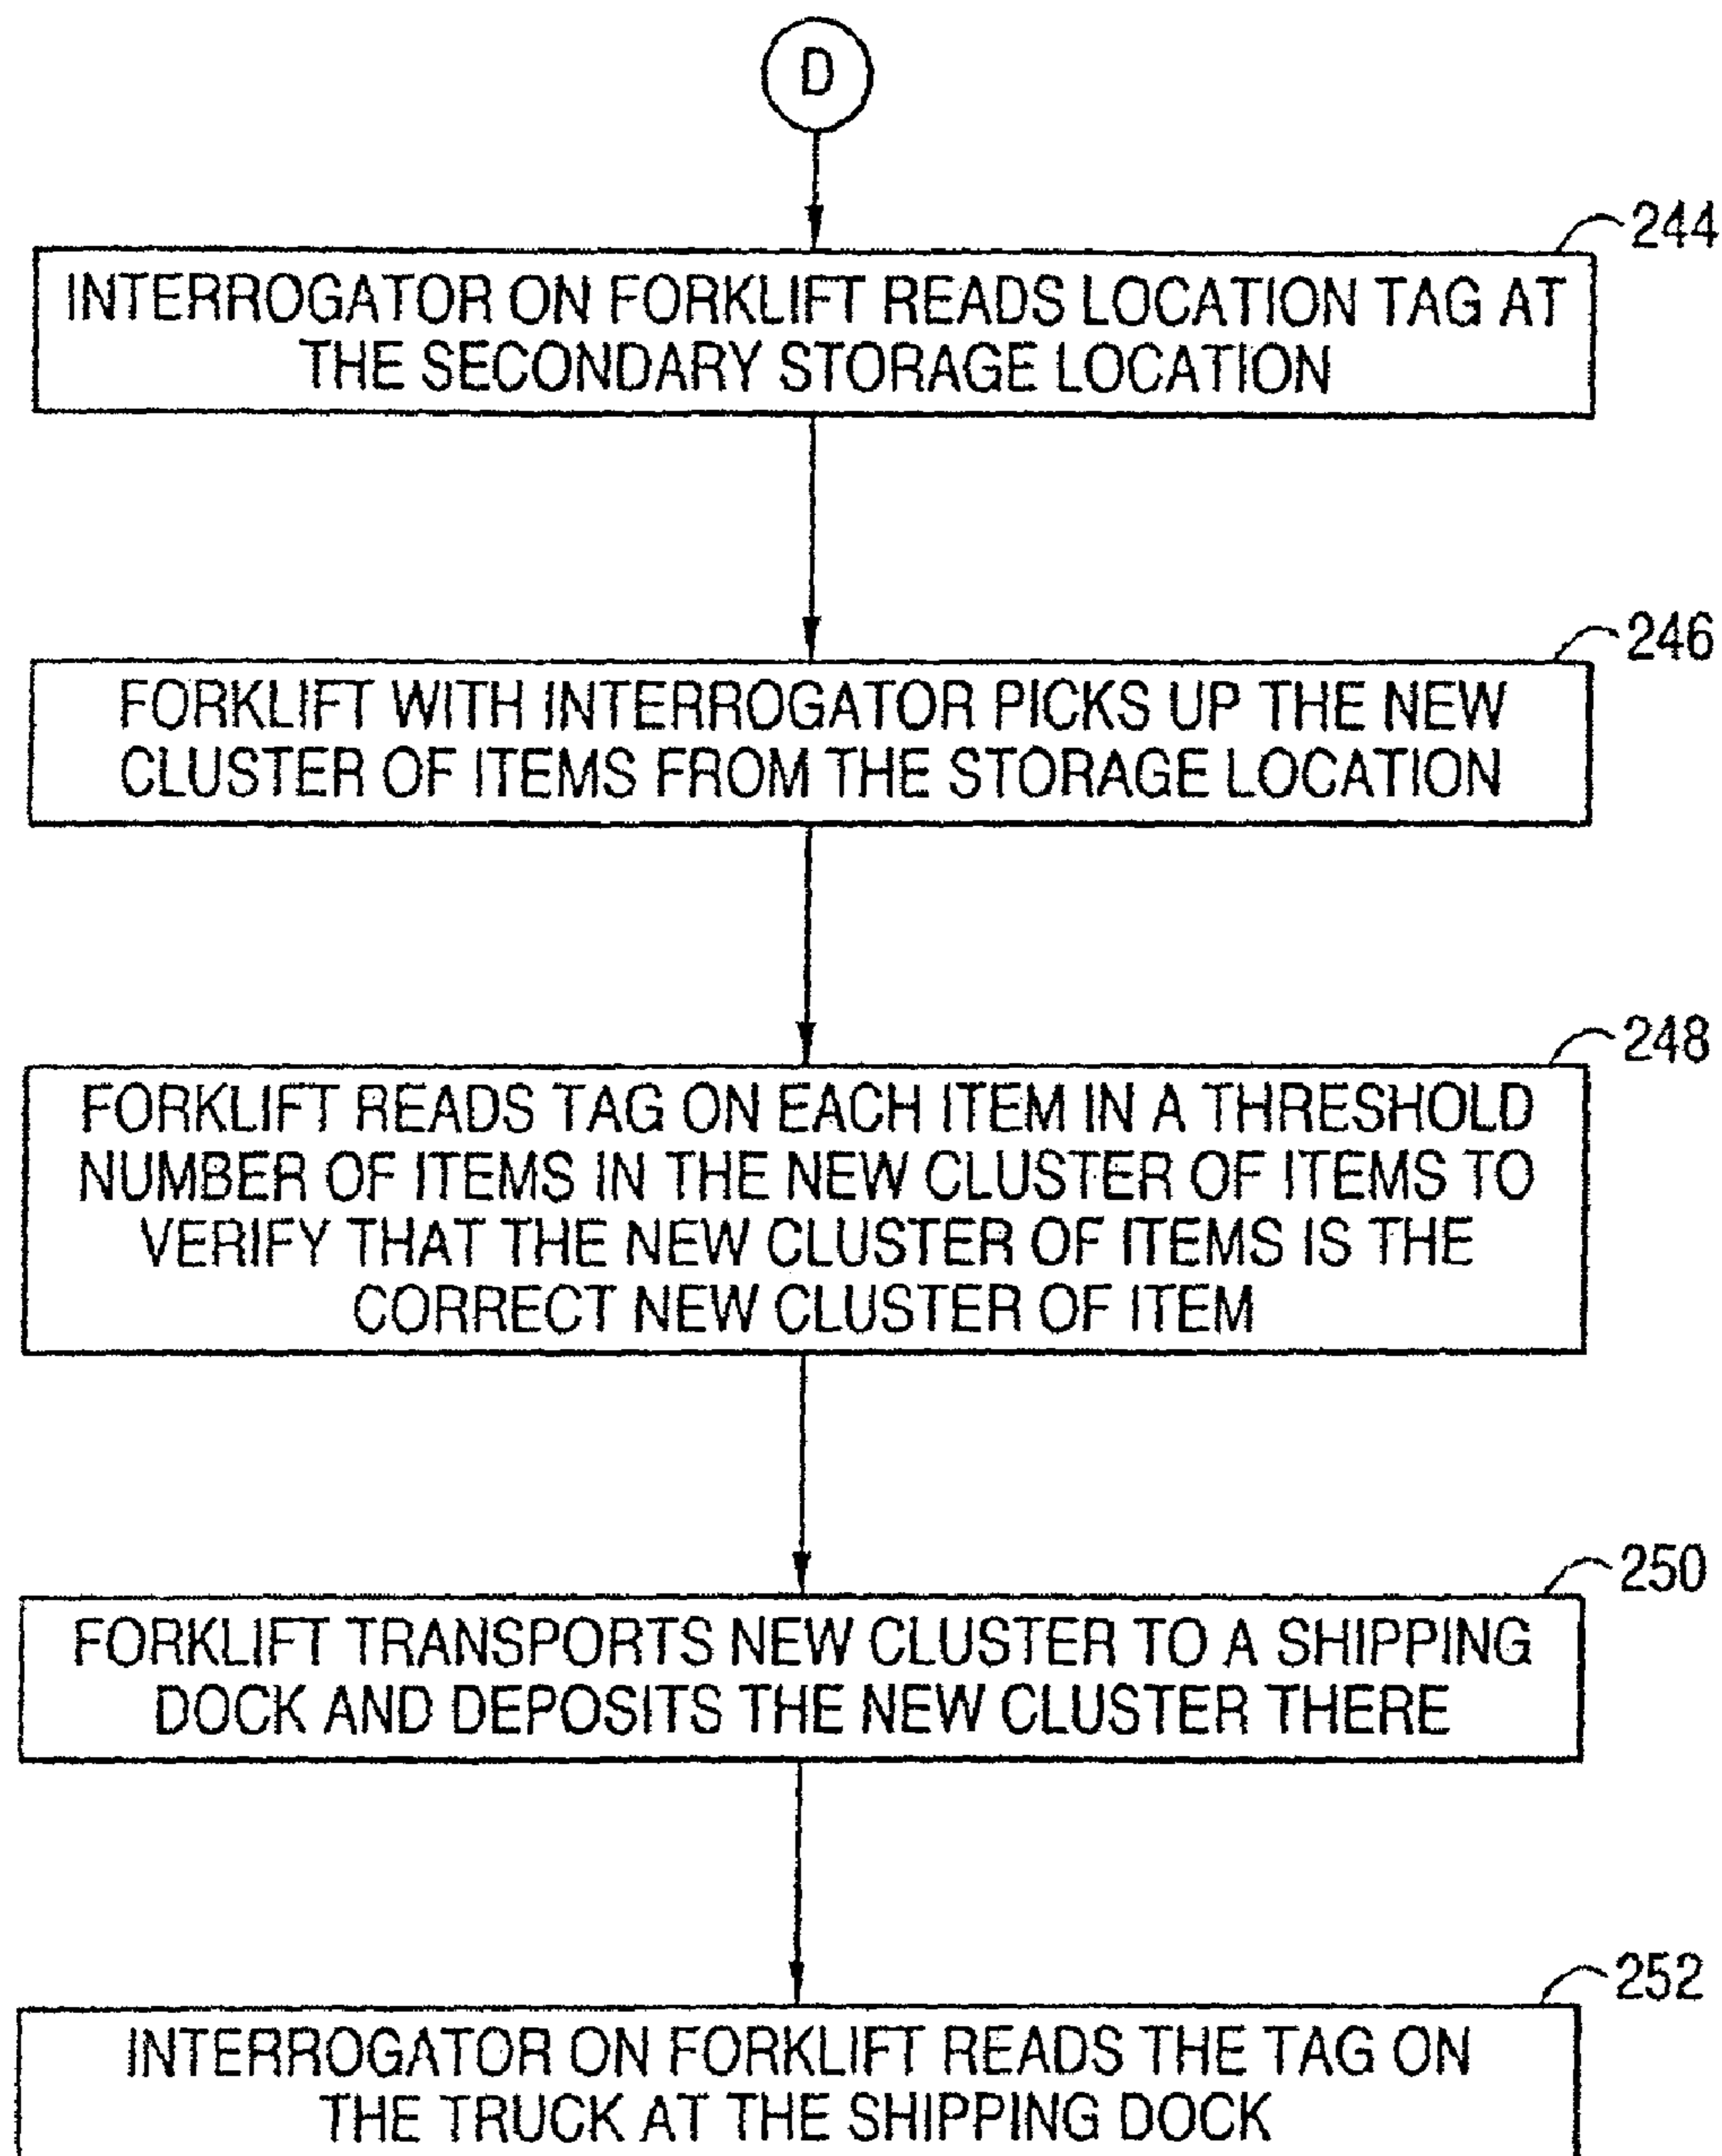 D
244
INTERROGATOR ON FORKLIFT READS LOCATION TAG AT
THE SECONDARY STORAGE LOCATION
246
FORKLIFT WITH INTERROGATOR PICKS UP THE NEW
CLUSTER OF ITEMS FROM THE STORAGE LOCATION
248
FORKLIFT READS TAG ON EACH ITEM IN A THRESHOLD
NUMBER OF ITEMS IN THE NEW CLUSTER OF ITEMS TO
VERIFY THAT THE NEW CLUSTER OF ITEMS IS THE
CORRECT NEW CLUSTER OF ITEM
250
FORKLIFT TRANSPORTS NEW CLUSTER TO A SHIPPING
DOCK AND DEPOSITS THE NEW CLUSTER THERE
252
INTERROGATOR ON FORKLIFT READS THE TAG ON
THE TRUCK AT THE SHIPPING DOCK